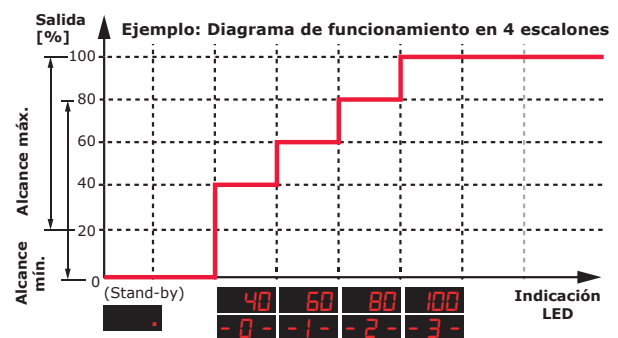 Salida
[%]
Ejemplo: Diagrama de funcionamiento en 4 escalones
100
80
60
40
20
0
Alcance máx.
Alcance
mín.
(Stand-by)
.
40 60 80 100
- 0 - - 1 - - 2 - - 3 -
Indicación
LED